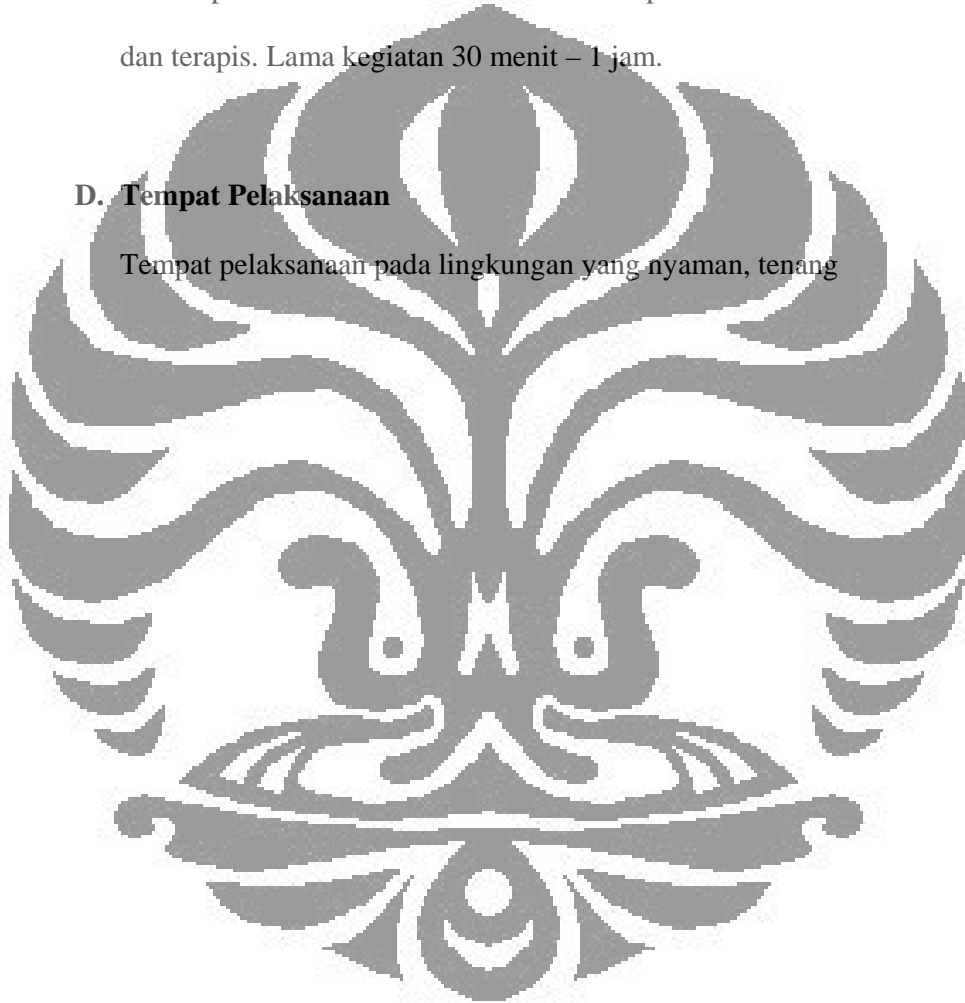 dan terapis. Lama kegiatan 30 menit – 1 jam.
D. Tempat Pelaksanaan
Tempat pelaksanaan pada lingkungan yang nyaman, tenang